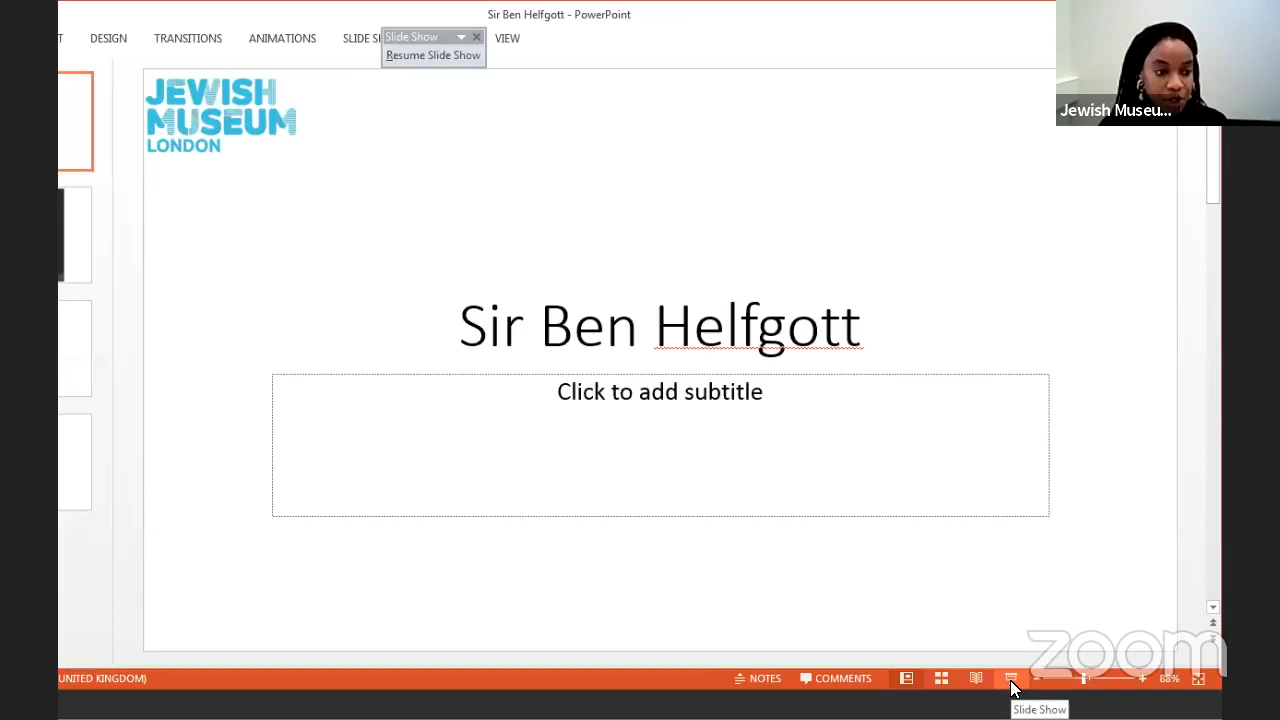 Sir Ben Helfgott - PowerPoint
DESIGN
TRANSITIONS
ANIMATIONS
VIEW
Slide Show
Resume Slide Show
JEWISH
MUSEUM
LONDON
Jewish Museu...
Sir Ben Helfgott
Click to add subtitle
zoom
UNITED KINGDOM)
NOTES
COMMENTS
Slide Show